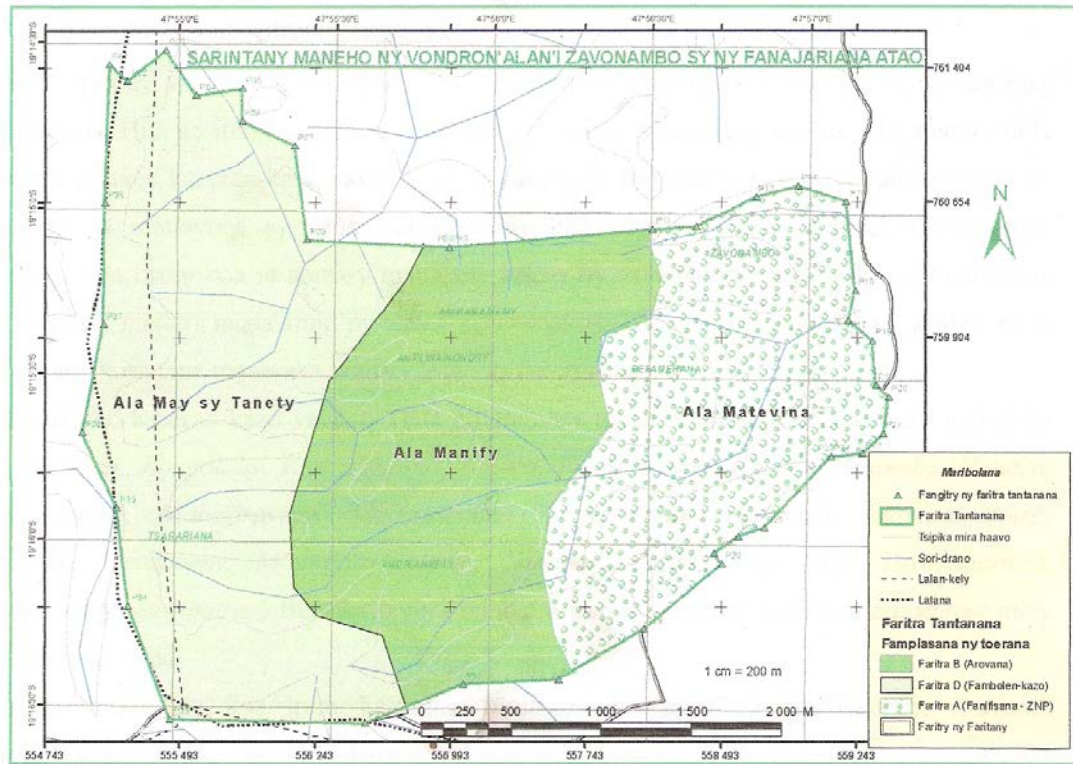 47°55'0"E 47°55'30"E 47°56'0"E 47°56'30"E 47°57'0"E
SARINTANY MANEHO NY VONDRON'ALAN'I ZAVONAMBO SY NY FANAJARIANA ATAO
761 404
760 654
759 904
N
ZAVONAMBO
BEFAMERANA
Ala May sy Tanety
Ala Manify
Ala Matevina
TSARARIANA
Maribolana
Fangitry ny faritra tantanana
Faritra Tantanana
Tsipika mira haavo
Sori-drano
Lalan-kely
Lalana
Faritra Tantanana
Fampiasana ny toerana
Faritra B (Arovana)
Faritra D (Fambolen-kazo)
Faritra A (Fanlfisana - ZNP)
Faritry ny Faritany
1 cm = 200 m
0 250 500 1 000 1 500 2 000 M
554 743 555 493 556 243 556 993 557 743 558 493 559 243